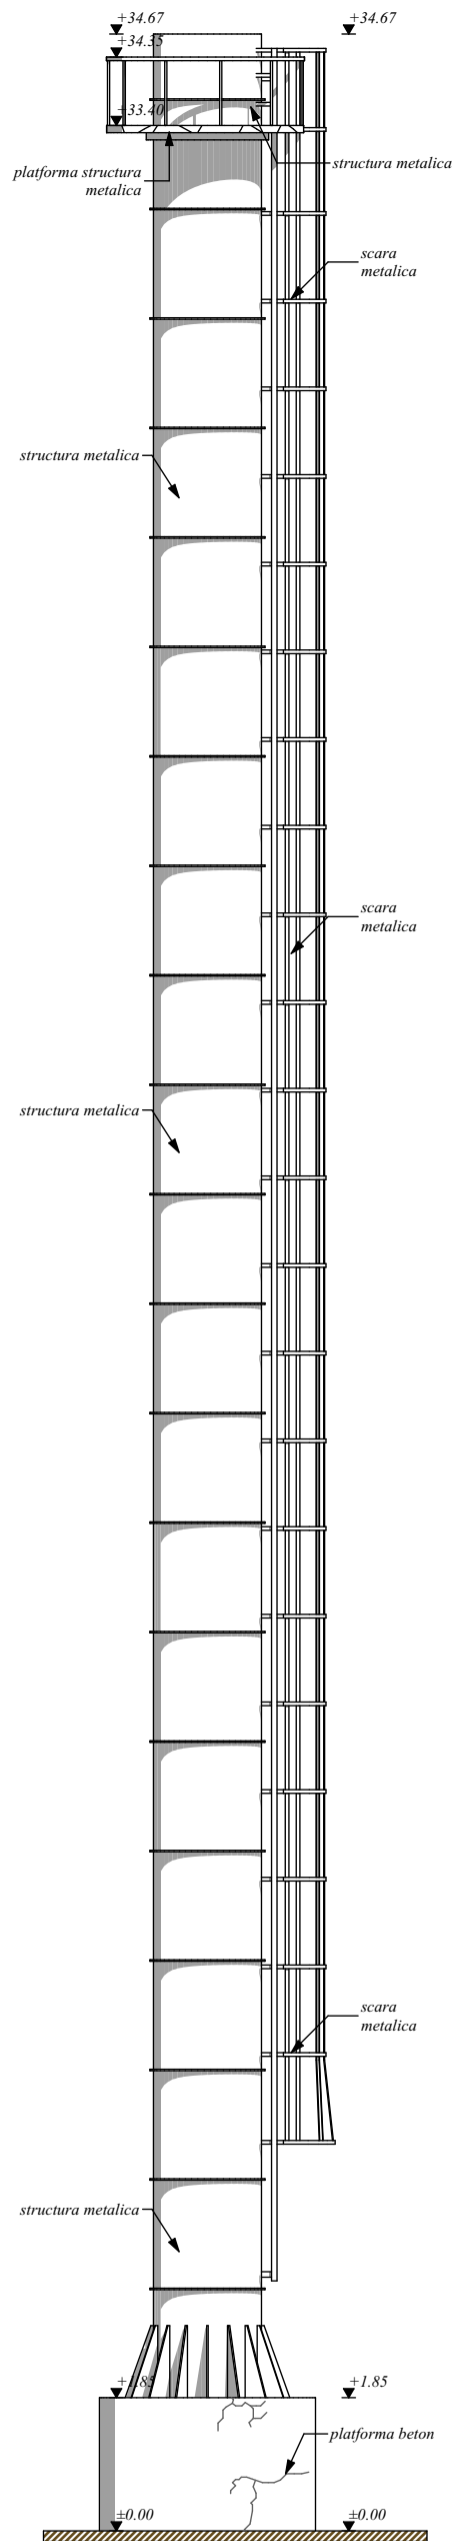 +34.67
+34.67
+34.35
+33.40
structura metalica
platforma structura
metalica
scara
metalica
structura metalica
scara
metalica
structura metalica
scara
metalica
structura metalica
+1.85
+1.85
platforma beton
±0.00
±0.00